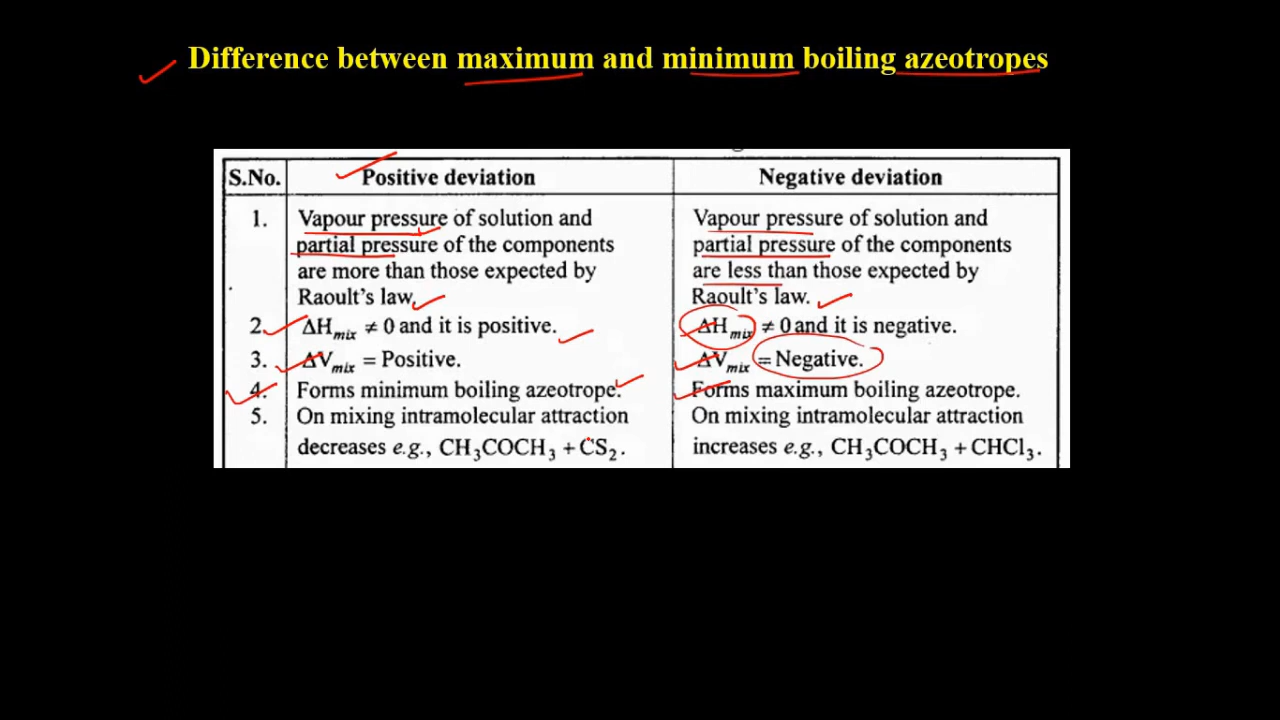 Difference between maximum and minimum boiling azeotropes
S.No. Positive deviation Negative deviation
1. Vapour pressure of solution and Vapour pressure of solution and
partial pressure of the components partial pressure of the components
are more than those expected by are less than those expected by
Raoult's law. Raoult's law.
2. ΔHmix ≠ 0 and it is positive. ΔHmix ≠ 0 and it is negative.
3. ΔVmix = Positive. ΔVmix = Negative.
4. Forms minimum boiling azeotrope. Forms maximum boiling azeotrope.
5. On mixing intramolecular attraction On mixing intramolecular attraction
decreases e.g., CH₃COCH₃ + CS₂. increases e.g., CH₃COCH₃ + CHCl₃.